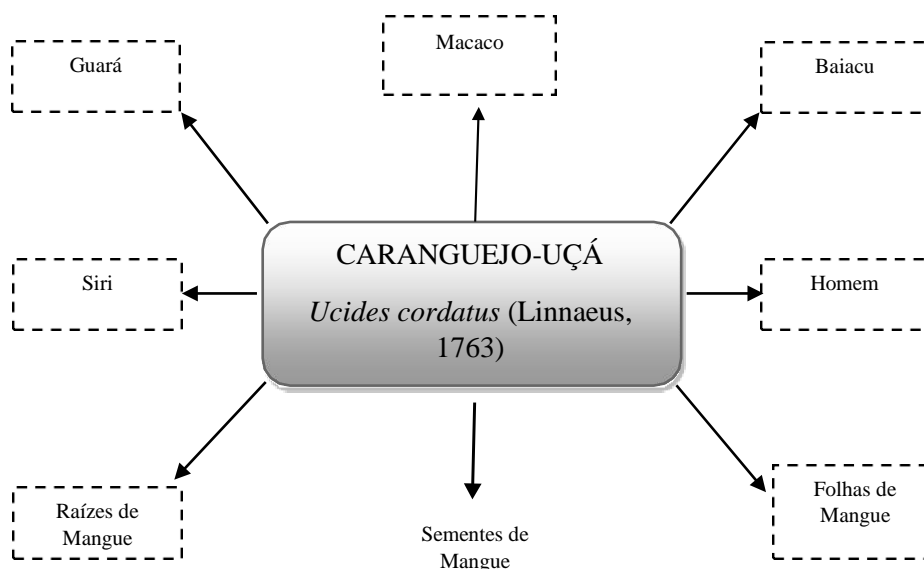 Macaco
Guará
Baiacu
CARANGUEJO-UÇÁ
Ucides cordatus (Linnaeus,
1763)
Siri
Homem
Raízes de
Mangue
Sementes de
Mangue
Folhas de
Mangue